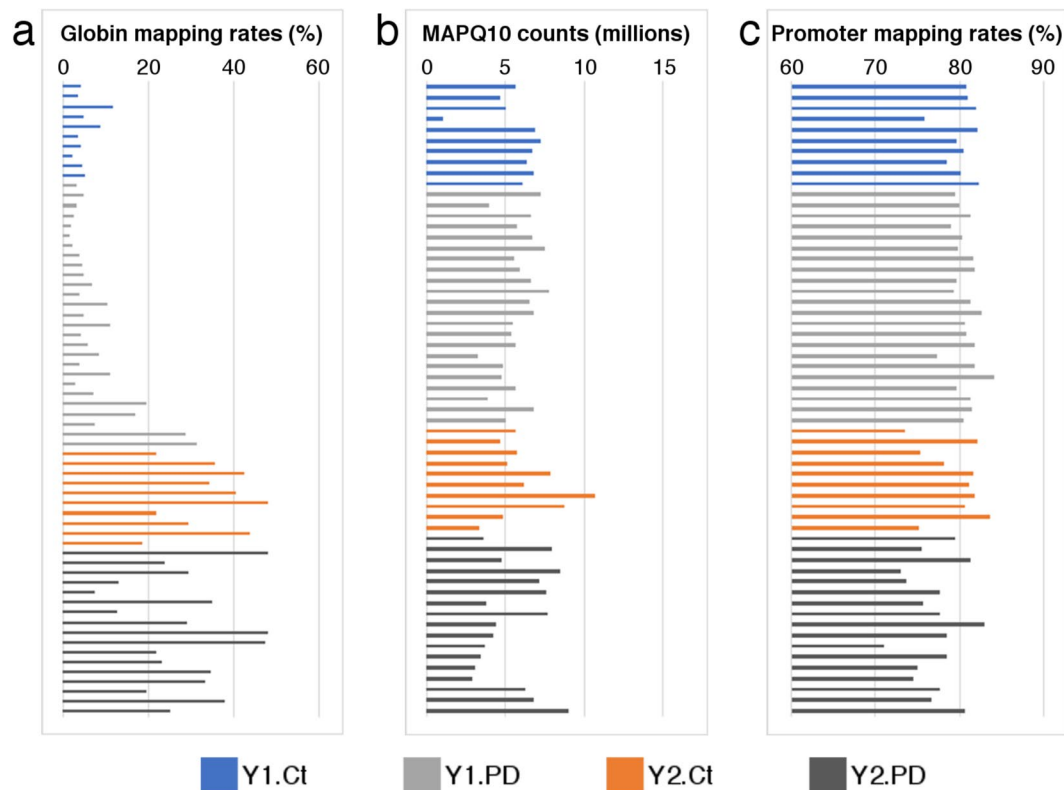 a Globin mapping rates (%)
0 20 40 60
b MAPQ10 counts (millions)
0 5 10 15
c Promoter mapping rates (%)
60 70 80 90
Y1.Ct Y1.PD Y2.Ct Y2.PD